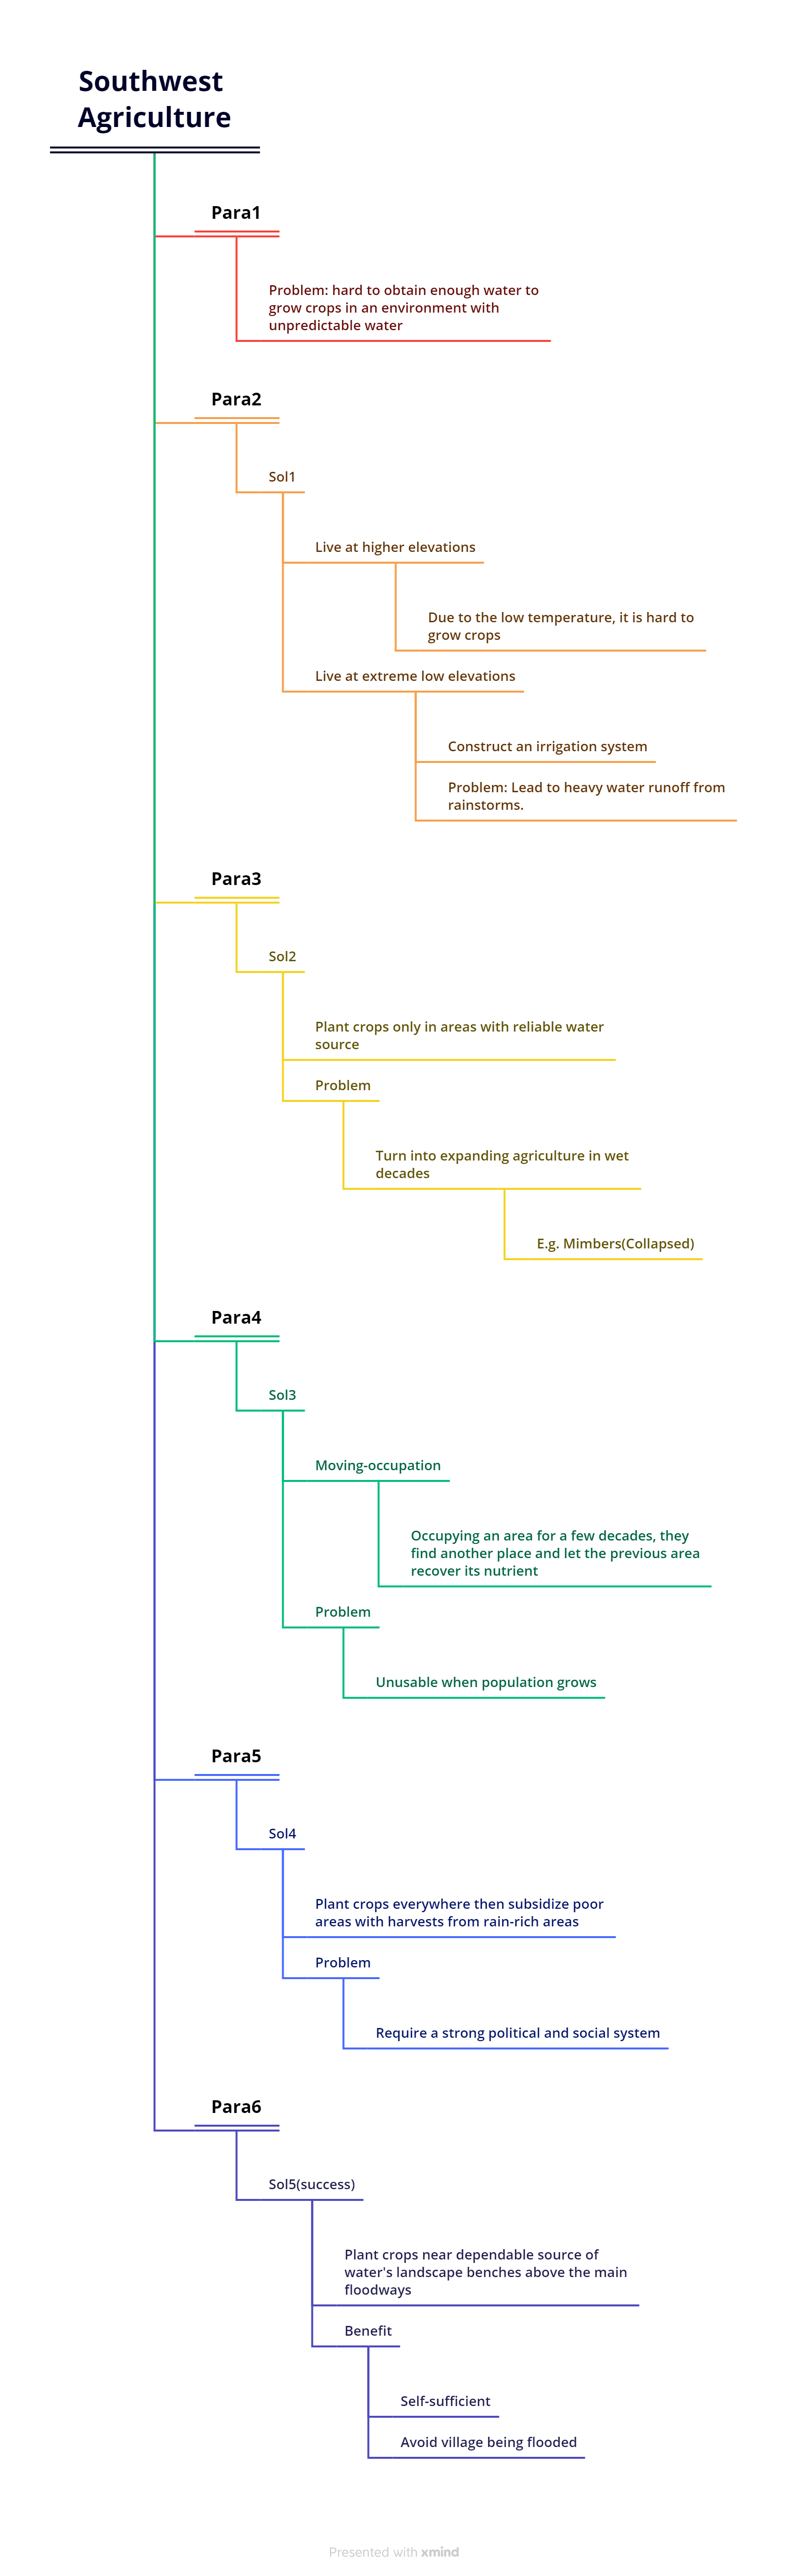 Southwest
Agriculture
Para1
Problem: hard to obtain enough water to
grow crops in an environment with
unpredictable water
Para2
Sol1
Live at higher elevations
Due to the low temperature, it is hard to
grow crops
Live at extreme low elevations
Construct an irrigation system
Problem: Lead to heavy water runoff from
rainstorms.
Para3
Sol2
Plant crops only in areas with reliable water
source
Problem
Turn into expanding agriculture in wet
decades
E.g. Mimbers(Collapsed)
Para4
Sol3
Moving-occupation
Occupying an area for a few decades, they
find another place and let the previous area
recover its nutrient
Problem
Unusable when population grows
Para5
Sol4
Plant crops everywhere then subsidize poor
areas with harvests from rain-rich areas
Problem
Require a strong political and social system
Para6
Sol5(success)
Plant crops near dependable source of
water's landscape benches above the main
floodways
Benefit
Self-sufficient
Avoid village being flooded
Presented with xmind